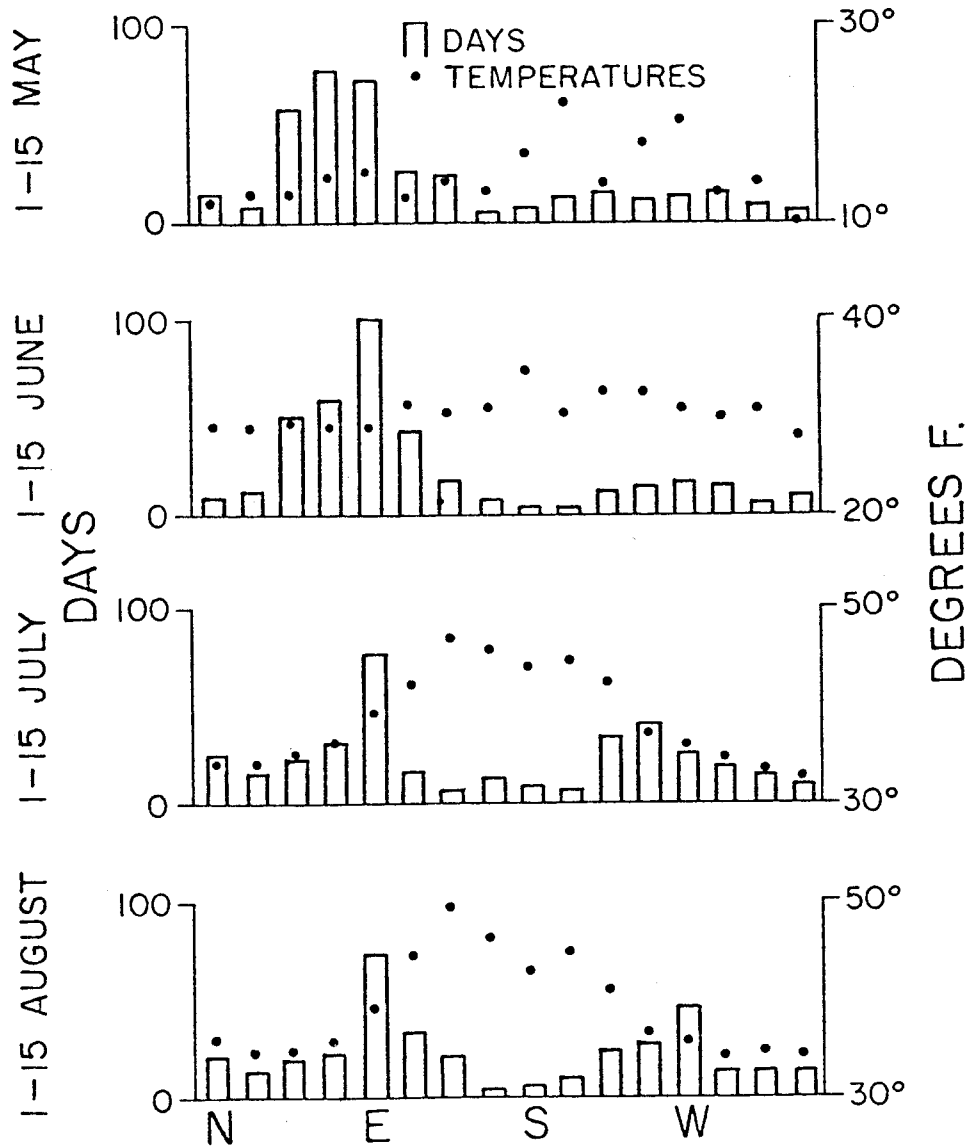 DAYS
TEMPERATURES
1-15 MAY
100
0
30°
10°
1-15 JUNE
100
0
40°
20°
DAYS
DEGREES F.
1-15 JULY
100
0
50°
30°
1-15 AUGUST
100
0
50°
30°
N E S W